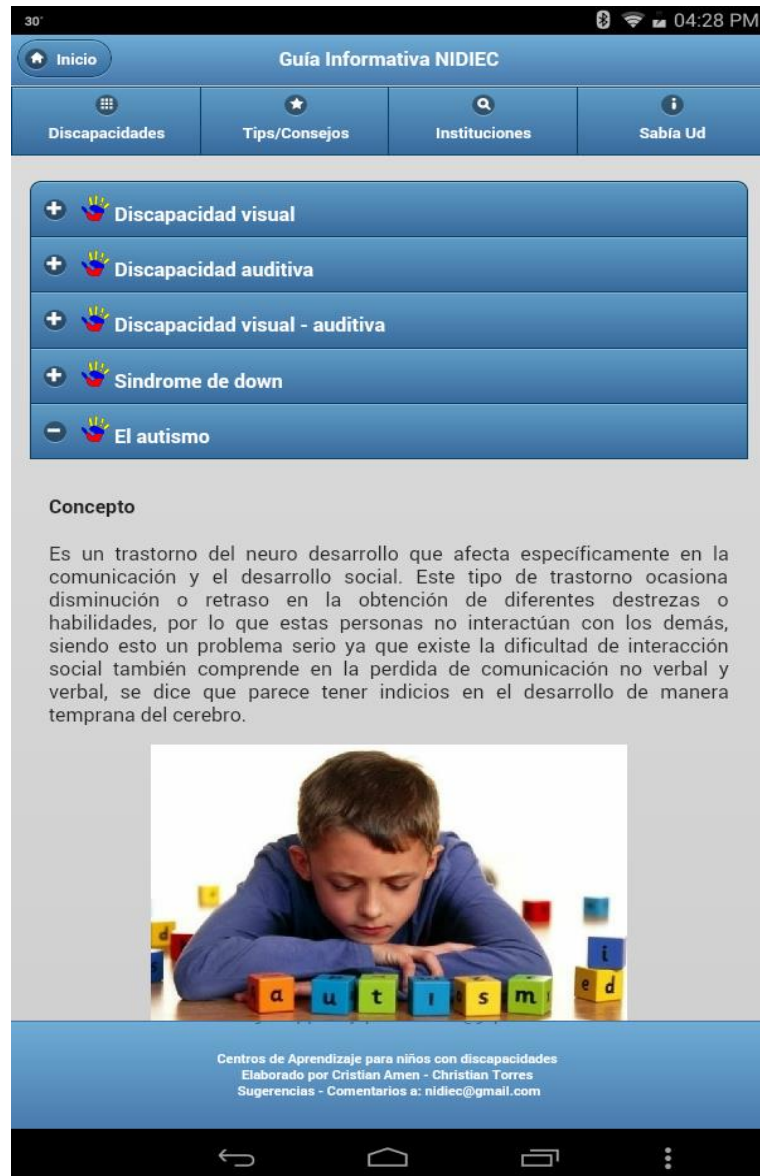 30°
04:28 PM
Inicio
Guía Informativa NIDIEC
Discapacidades
Tips/Consejos
Instituciones
Sabía Ud
Discapacidad visual
Discapacidad auditiva
Discapacidad visual - auditiva
Sindrome de down
El autismo
Concepto
Es un trastorno del neuro desarrollo que afecta específicamente en la
comunicación y el desarrollo social. Este tipo de trastorno ocasiona
disminución o retraso en la obtención de diferentes destrezas o
habilidades, por lo que estas personas no interactúan con los demás,
siendo esto un problema serio ya que existe la dificultad de interacción
social también comprende en la perdida de comunicación no verbal y
verbal, se dice que parece tener indicios en el desarrollo de manera
temprana del cerebro.
d
i
e d
a u t i s m
Centros de Aprendizaje para niños con discapacidades
Elaborado por Cristian Amen - Christian Torres
Sugerencias - Comentarios a: nidiec@gmail.com